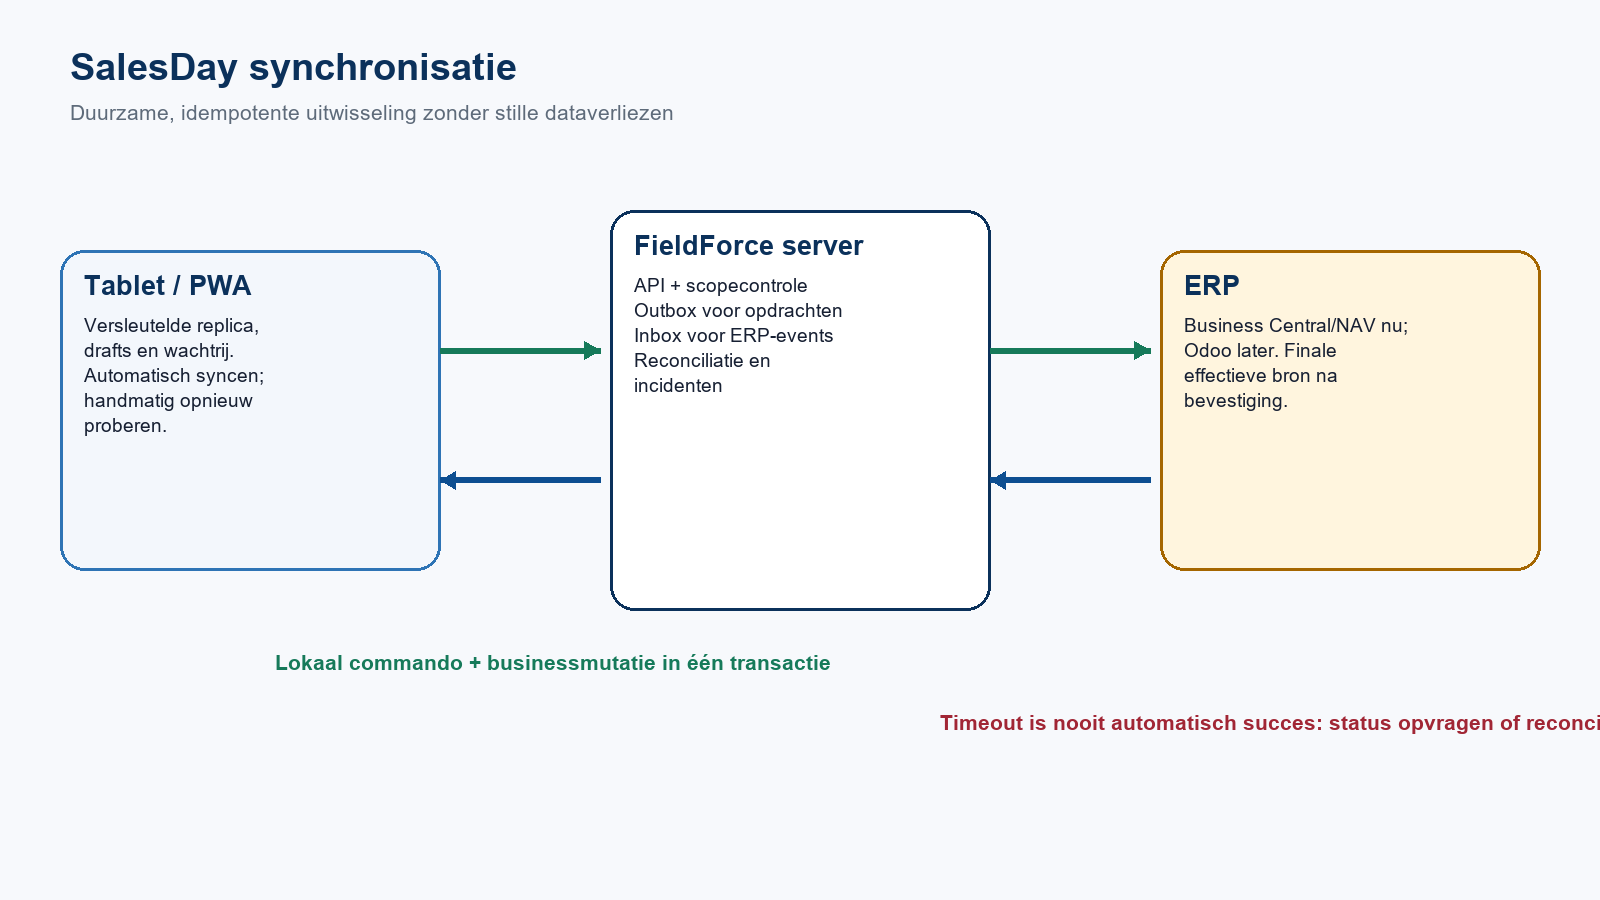 SalesDay synchronisatie
Duurzame, idempotente uitwisseling zonder stille dataverliezen
Tablet / PWA
Versleutelde replica,
drafts en wachtrij.
Automatisch syncen;
handmatig opnieuw
proberen.
FieldForce server
API + scopecontrole
Outbox voor opdrachten
Inbox voor ERP-events
Reconciliatie en
incidenten
ERP
Business Central/NAV nu;
Odoo later. Finale
effectieve bron na
bevestiging.
Lokaal commando + businessmutatie in één transactie
Timeout is nooit automatisch succes: status opvragen of reconci